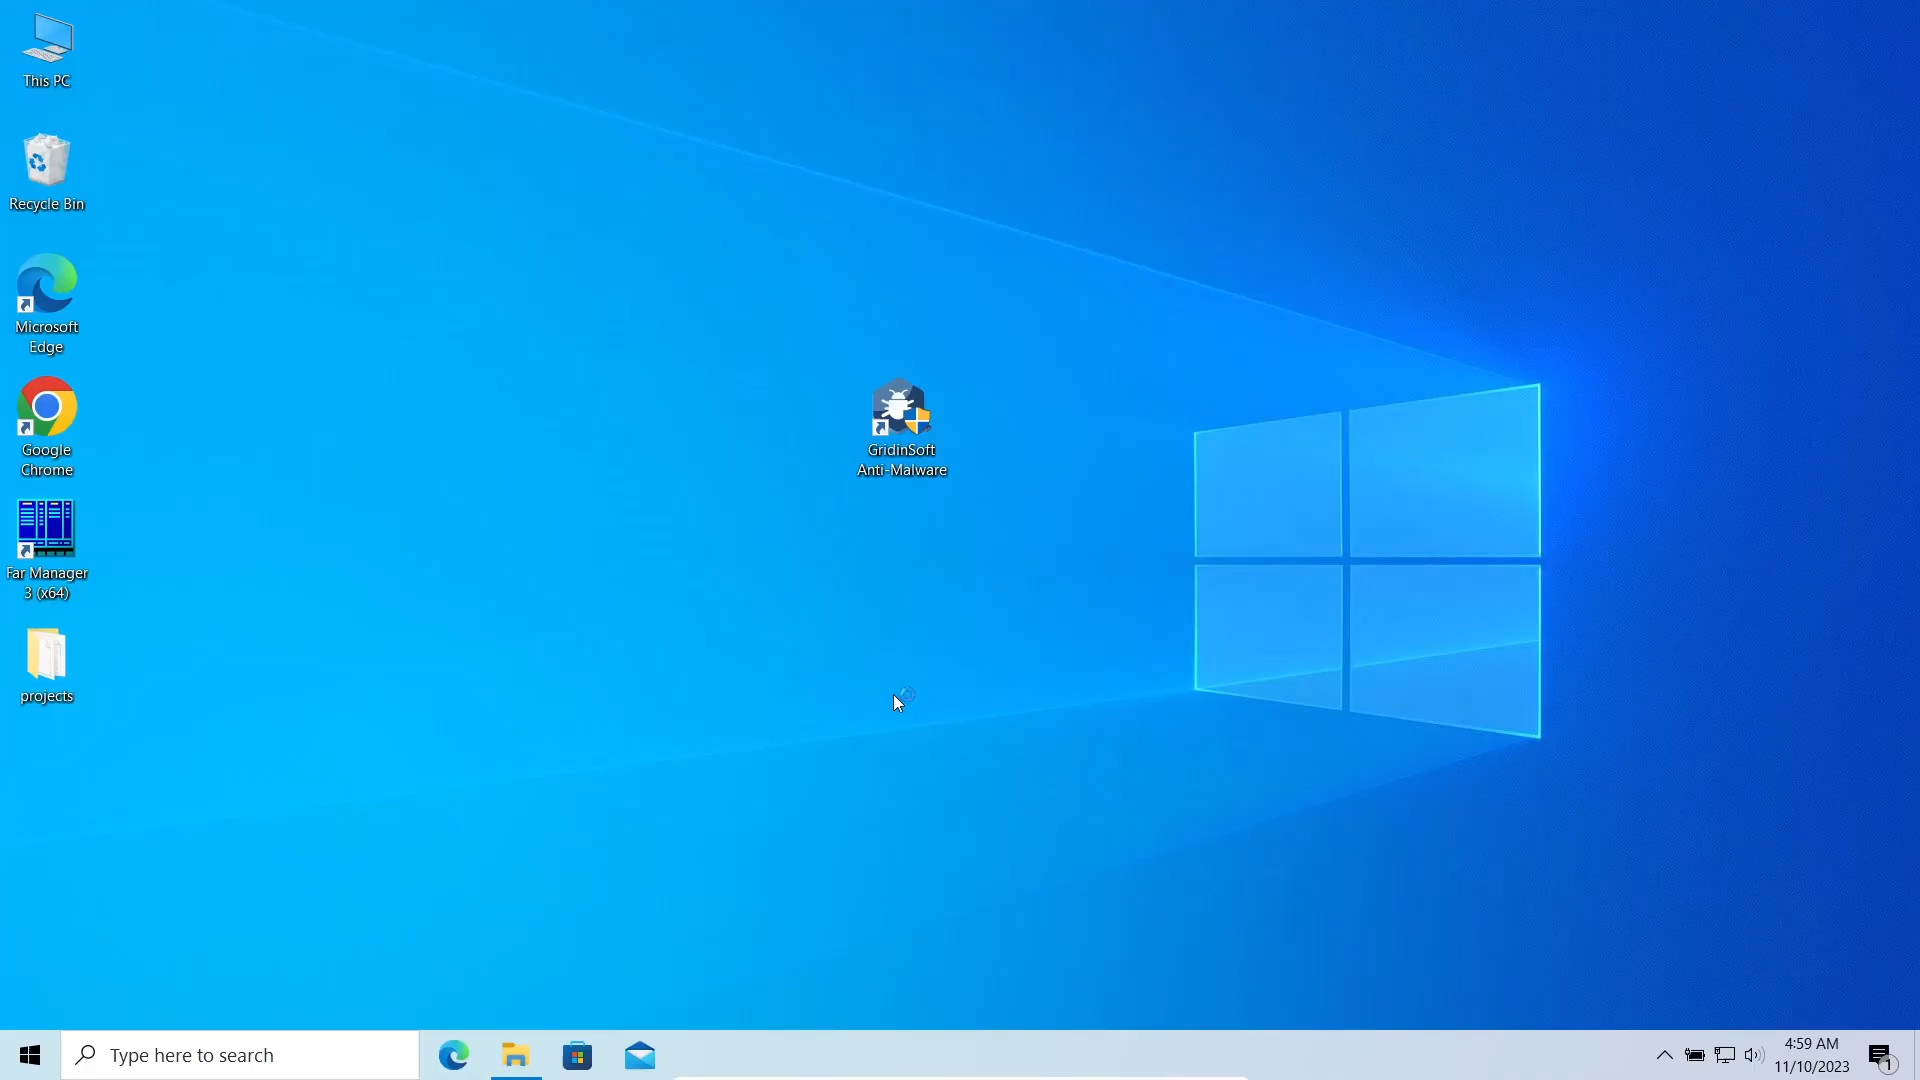 This PC
Recycle Bin
Microsoft
Edge
Google
Chrome
Far Manager
3 (x64)
projects
GridinSoft
Anti-Malware
Type here to search
4:59 AM
11/10/2023
1